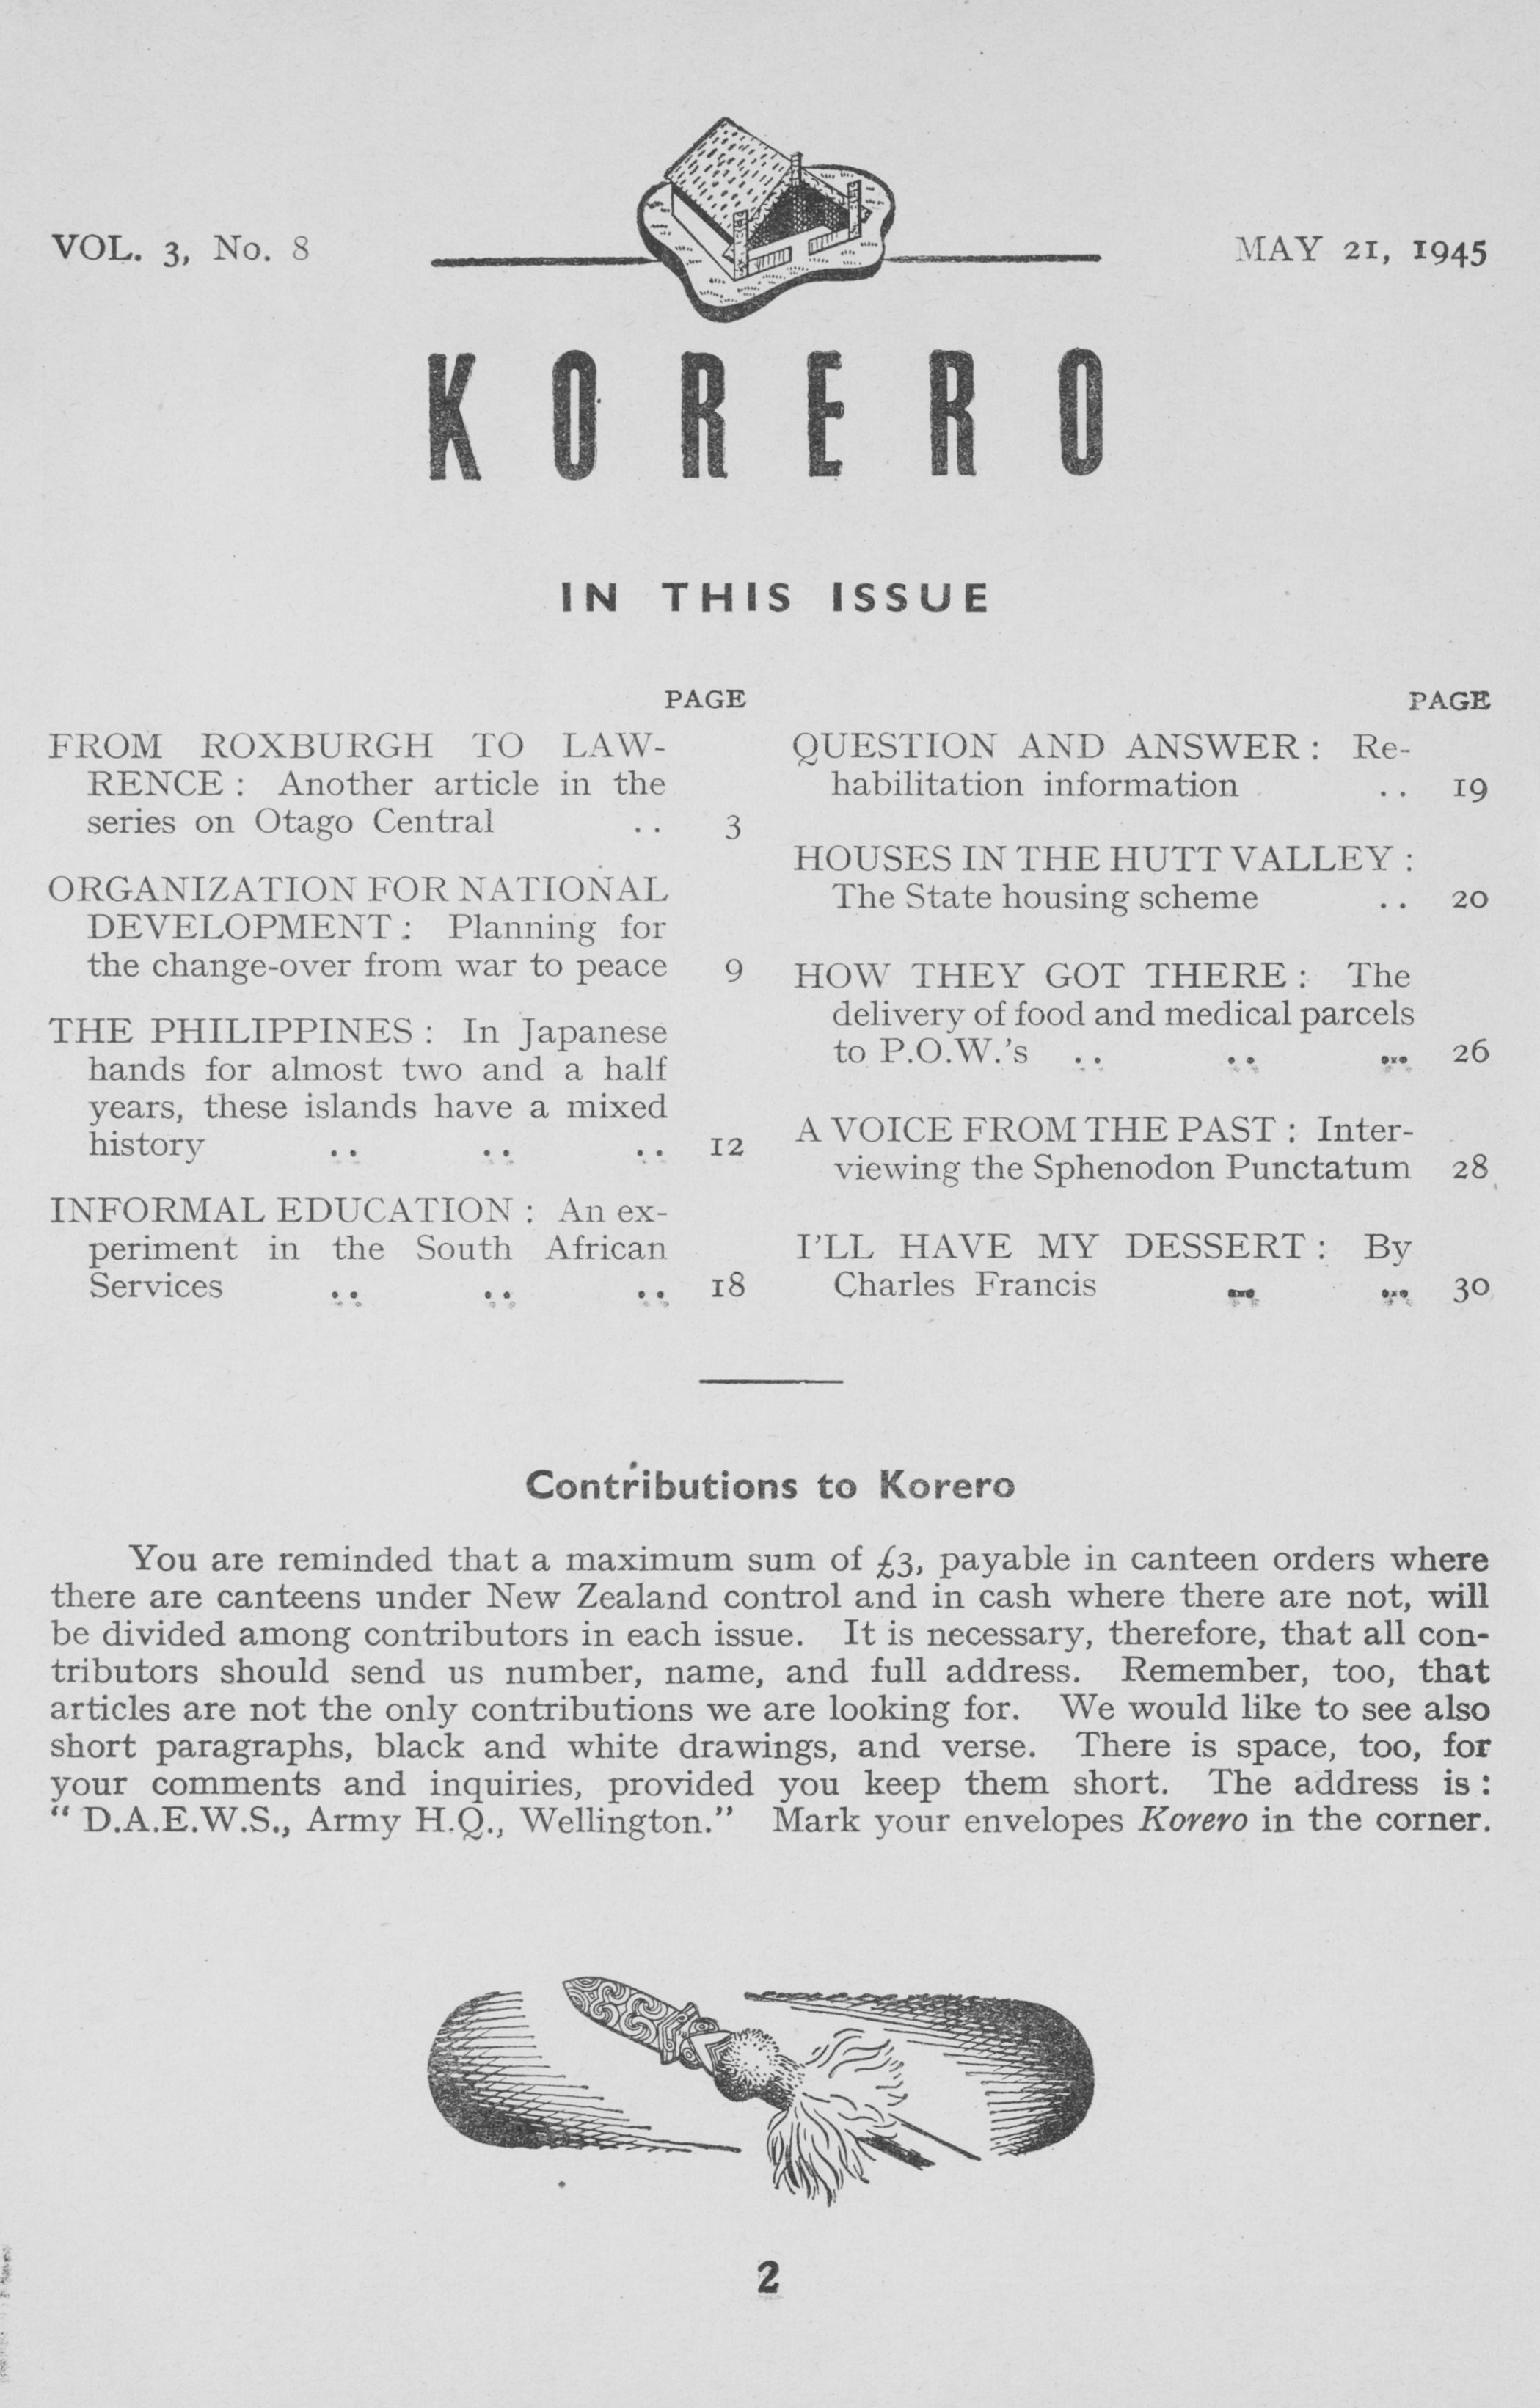 VOL. 3, No. 8
MAY 21, 1945
KORERO
IN THIS ISSUE
PAGE
FROM ROXBURGH TO LAW-
RENCE : Another article in the
series on Otago Central .. 3
ORGANIZATION FOR NATIONAL
DEVELOPMENT : Planning for
the change-over from war to peace 9
THE PHILIPPINES : In Japanese
hands for almost two and a half
years, these islands have a mixed
history .. .. .. 12
INFORMAL EDUCATION : An ex-
periment in the South African
Services .. .. .. 18
PAGE
QUESTION AND ANSWER : Re-
habilitation information .. 19
HOUSES IN THE HUTT VALLEY :
The State housing scheme .. 20
HOW THEY GOT THERE : The
delivery of food and medical parcels
to P.O.W.'s .. .. .. 26
A VOICE FROM THE PAST : Inter-
viewing the Sphenodon Punctatum 28
I'LL HAVE MY DESSERT : By
Charles Francis .. .. 30
Contributions to Korero
You are reminded that a maximum sum of £3, payable in canteen orders where
there are canteens under New Zealand control and in cash where there are not, will
be divided among contributors in each issue. It is necessary, therefore, that all con-
tributors should send us number, name, and full address. Remember, too, that
articles are not the only contributions we are looking for. We would like to see also
short paragraphs, black and white drawings, and verse. There is space, too, for
your comments and inquiries, provided you keep them short. The address is :
“ D.A.E.W.S., Army H.Q., Wellington.” Mark your envelopes Korero in the corner.
2